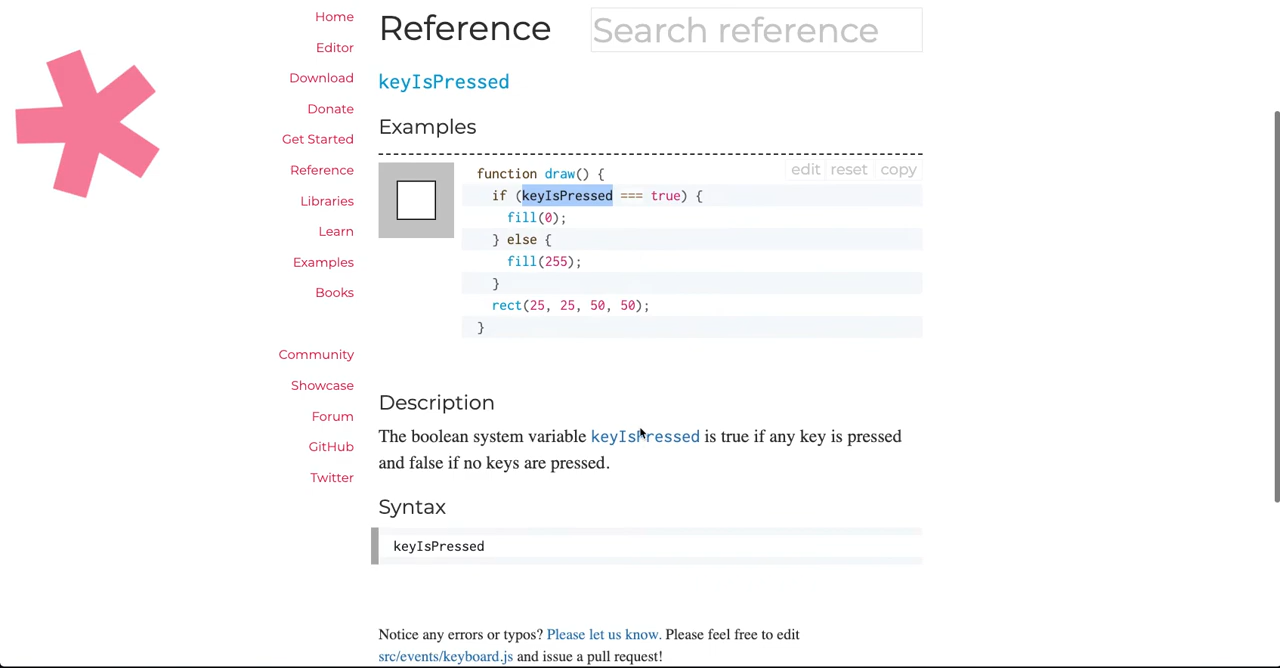 Home
Editor
Download
Donate
Get Started
Reference
Libraries
Learn
Examples
Books
Community
Showcase
Forum
GitHub
Twitter
Reference
Search reference
keyIsPressed
Examples
edit reset copy
function draw() {
  if (keyIsPressed === true) {
    fill(0);
  } else {
    fill(255);
  }
  rect(25, 25, 50, 50);
}
Description
The boolean system variable keyIsPressed is true if any key is pressed
and false if no keys are pressed.
Syntax
keyIsPressed
Notice any errors or typos? Please let us know. Please feel free to edit
src/events/keyboard.js and issue a pull request!